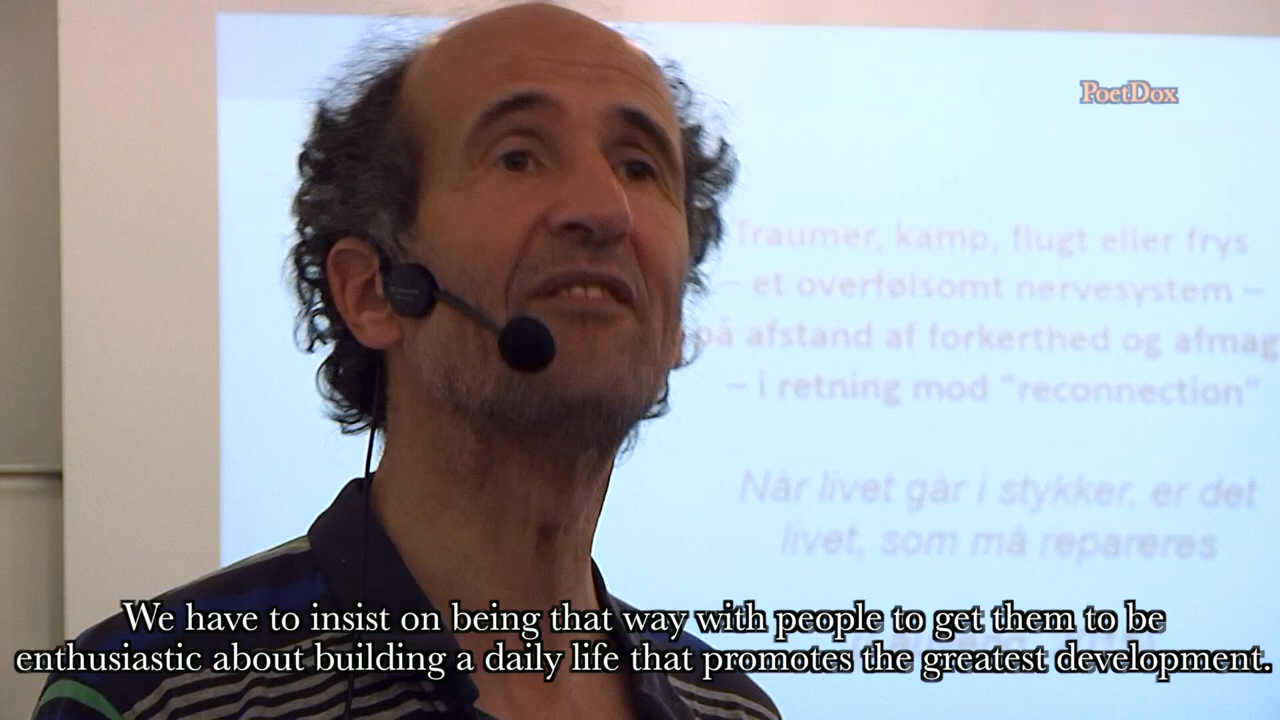 PoetDox
Traumer, kamp, flugt eller frys
– et overfølsomt nervesystem –
på afstand af forkerthed og afmag
– i retning mod "reconnection"
Når livet går i stykker, er det
livet, som må repareres
We have to insist on being that way with people to get them to be
enthusiastic about building a daily life that promotes the greatest development.